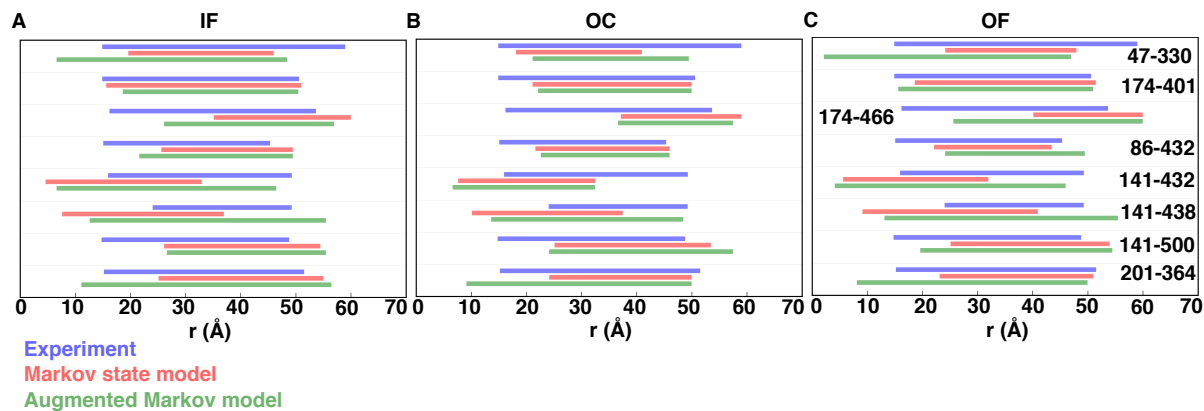 A IF B OC C OF
47-330
174-401
174-466
86-432
141-432
141-438
141-500
201-364
0 10 20 30 40 50 60 70 0 10 20 30 40 50 60 70 0 10 20 30 40 50 60 70
r (Å) r (Å) r (Å)
Experiment
Markov state model
Augmented Markov model